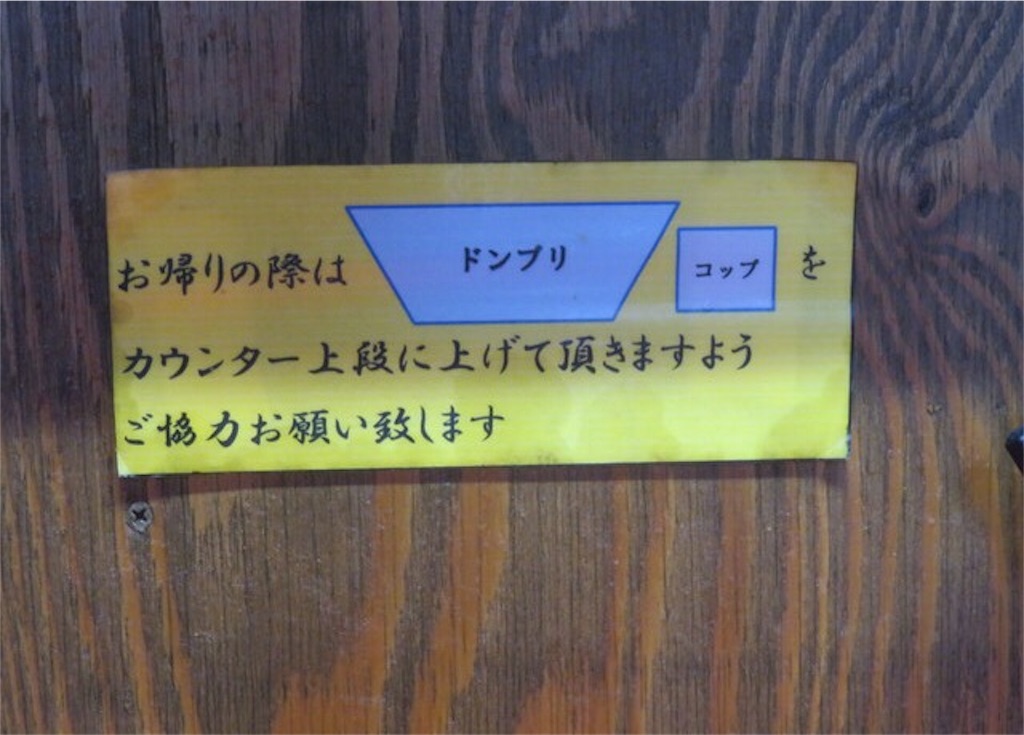 お帰りの際は ドンブリ コップ を
カウンター上段に上げて頂きますよう
ご協力お願い致します